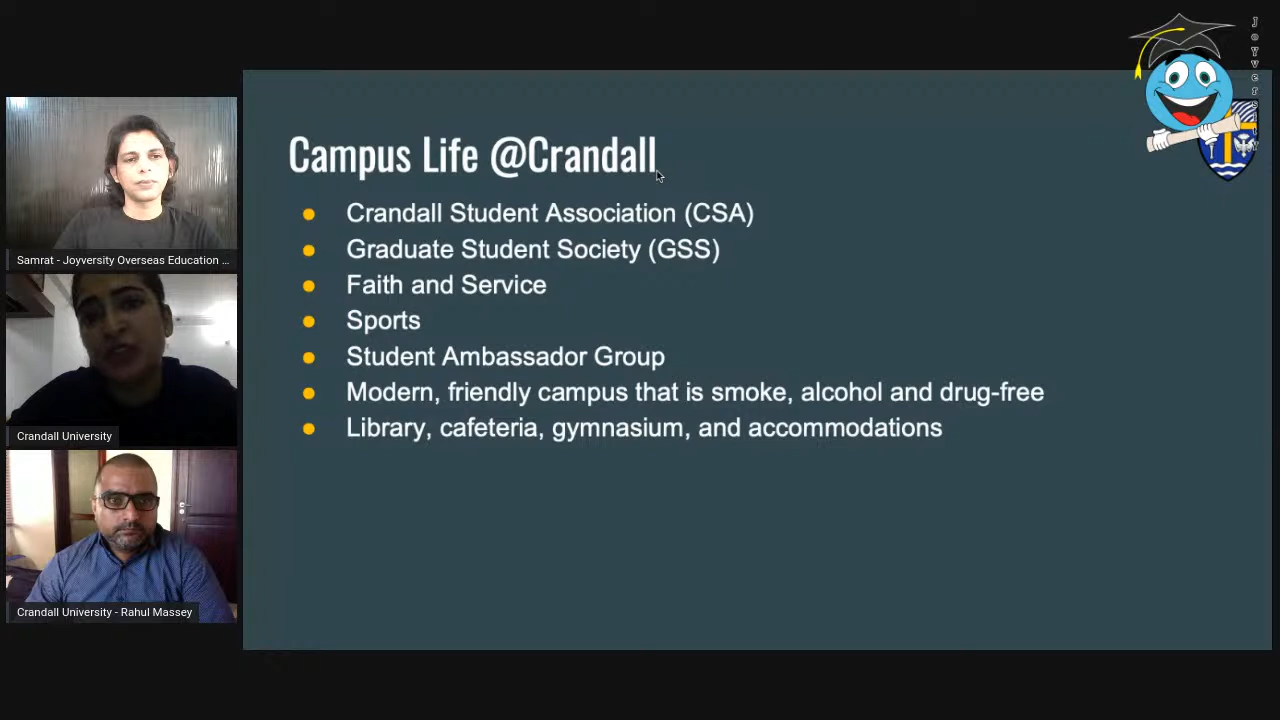 Campus Life @Crandall
Crandall Student Association (CSA)
Graduate Student Society (GSS)
Faith and Service
Sports
Student Ambassador Group
Modern, friendly campus that is smoke, alcohol and drug-free
Library, cafeteria, gymnasium, and accommodations
Samrat - Joyversity Overseas Education ...
Crandall University
Crandall University - Rahul Massey
Joyversity